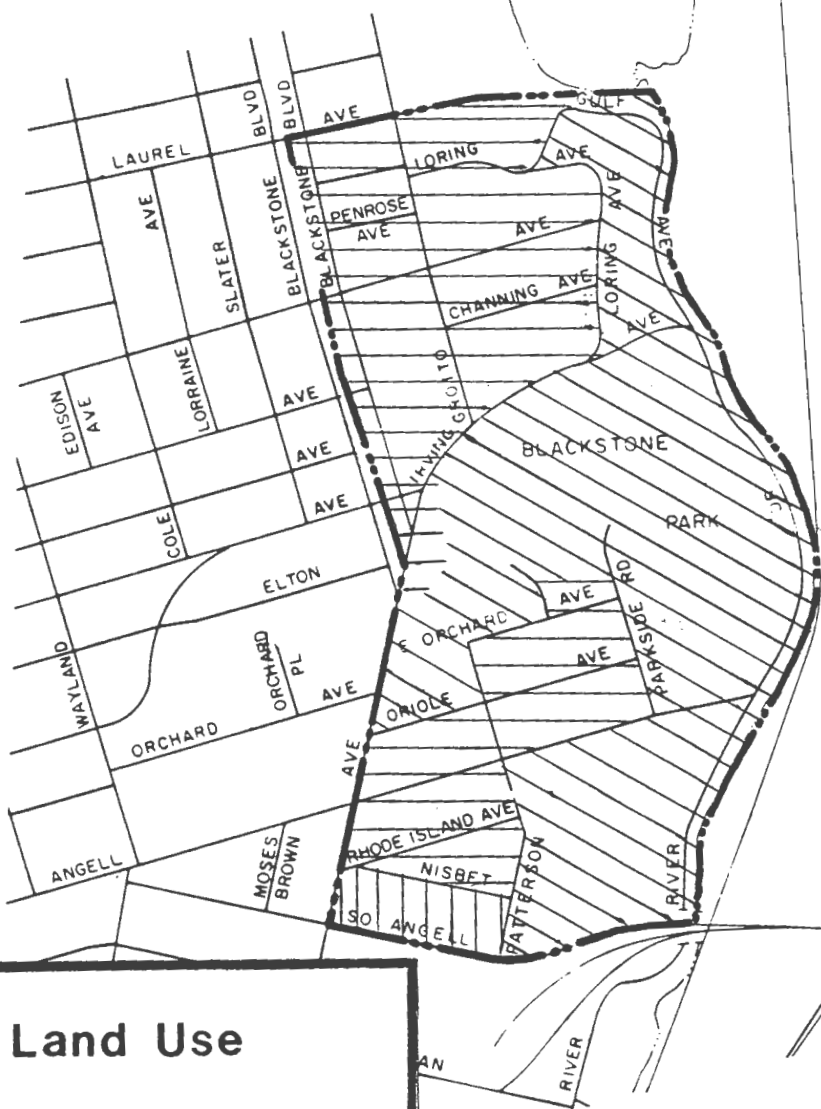 GULF
AVE
BLVD
BLVD
LAUREL
LORING
AVE
AVE
AVE
BLACKSTONE
BLACKSTONE
PENROSE
AVE
AVE
AVE
SLATER
LORING
CHANNING
AVE
AVE
EDISON
AVE
LORRAINE
AVE
IRVING GROTTO
BLACKSTONE
AVE
AVE
PARK
COLE
ELTON
AVE
RD
E ORCHARD
PARKSIDE
WAYLAND
ORCHARD
PL
AVE
ORIOLE
AVE
ORCHARD
AVE
RHODE ISLAND AVE
ANGELL
MOSES
BROWN
NISBET
PATTERSON
RIVER
SO ANGELL
Land Use
AN
RIVER